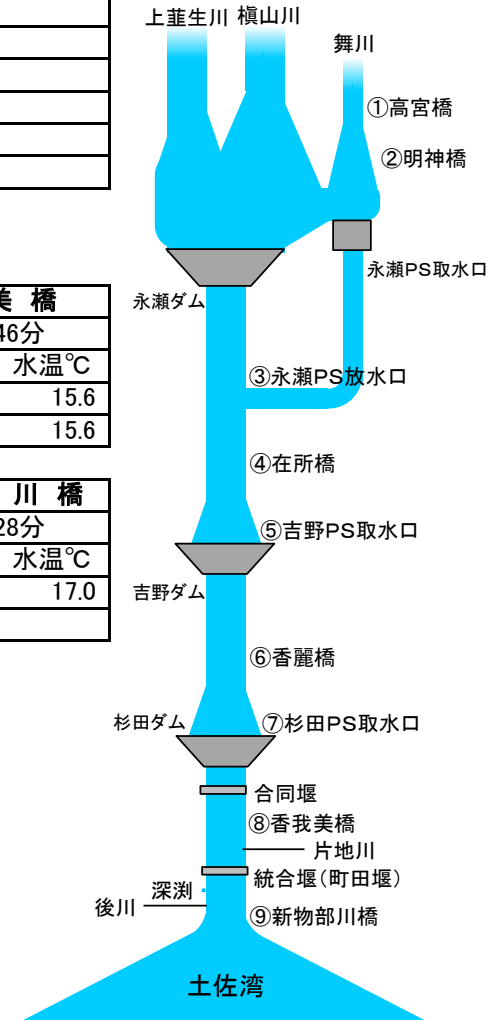 上韮生川 槇山川
舞川
①高宮橋
②明神橋
永瀬PS取水口
永瀬ダム
美 橋
46分
水温℃
15.6
15.6
③永瀬PS放水口
④在所橋
川 橋
28分
水温℃
17.0
⑤吉野PS取水口
吉野ダム
⑥香麗橋
杉田ダム
⑦杉田PS取水口
合同堰
⑧香我美橋
片地川
統合堰(町田堰)
深渕
後川
⑨新物部川橋
土佐湾